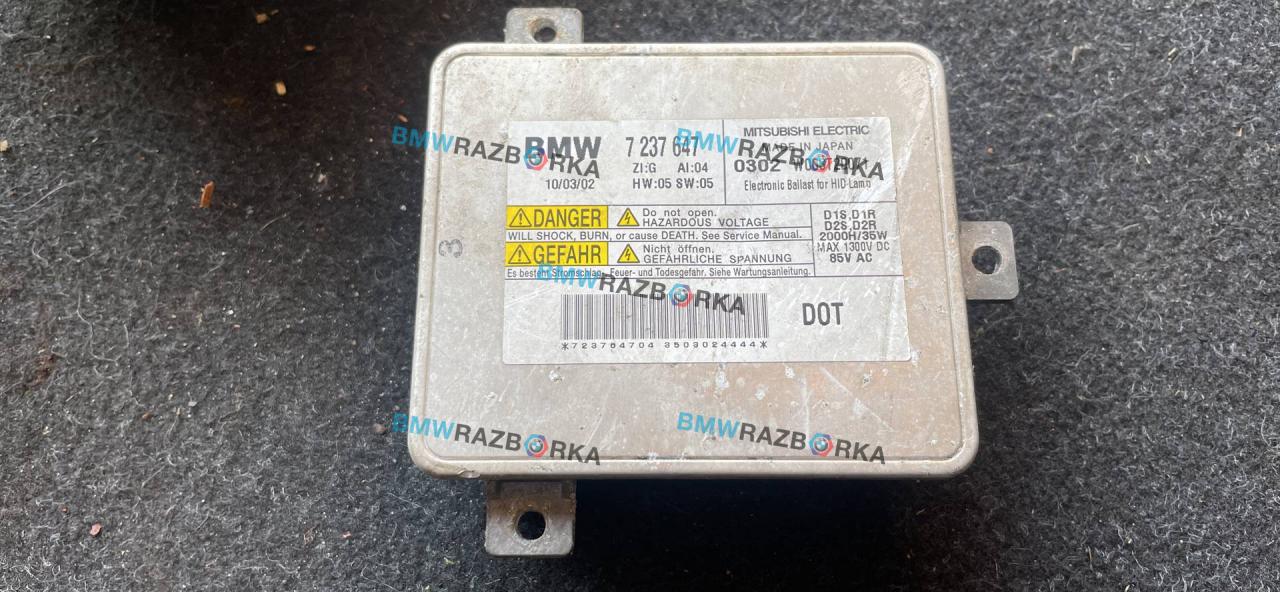 BMW 7 237 647
ZI:G AI:04
10/03/02 HW:05 SW:05
MITSUBISHI ELECTRIC
MADE IN JAPAN
0302
Electronic Ballast for HID Lamp
DANGER Do not open.
HAZARDOUS VOLTAGE
WILL SHOCK, BURN, or cause DEATH. See Service Manual.
GEFAHR Nicht öffnen.
GEFÄHRLICHE SPANNUNG
Es besteht Stromschlag-, Feuer- und Todesgefahr. Siehe Wartungsanleitung.
D1S,D1R
D2S,D2R
2000H/35W
MAX 1300V DC
85V AC
DOT
*723764704 3503024444*
3
BMWRAZBORKA
BMWRAZBORKA
BMWRAZBORKA
BMWRAZBORKA
BMWRAZBORKA